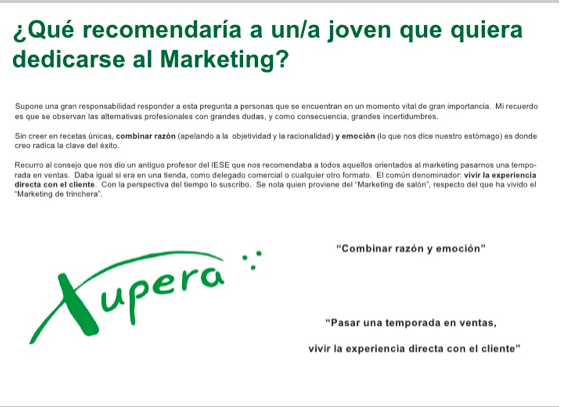 ¿Qué recomendaría a un/a joven que quiera
dedicarse al Marketing?
Supone una gran responsabilidad responder a esta pregunta a personas que se encuentran en un momento vital de gran importancia. Mi recuerdo
es que se observan las alternativas profesionales con grandes dudas, y como consecuencia, grandes incertidumbres.
Sin creer en recetas únicas, combinar razón (apelando a la objetividad y la racionalidad) y emoción (lo que nos dice nuestro estómago) es donde
creo radica la clave del éxito.
Recurro al consejo que nos dio un antiguo profesor del IESE que nos recomendaba a todos aquellos orientados al marketing pasarnos una tempo-
rada en ventas. Daba igual si era en una tienda, como delegado comercial o cualquier otro formato. El común denominador: vivir la experiencia
directa con el cliente. Con la perspectiva del tiempo lo suscribo. Se nota quien proviene del "Marketing de salón", respecto del que ha vivido el
"Marketing de trinchera".
"Combinar razón y emoción"
Xupera
"Pasar una temporada en ventas,
vivir la experiencia directa con el cliente"